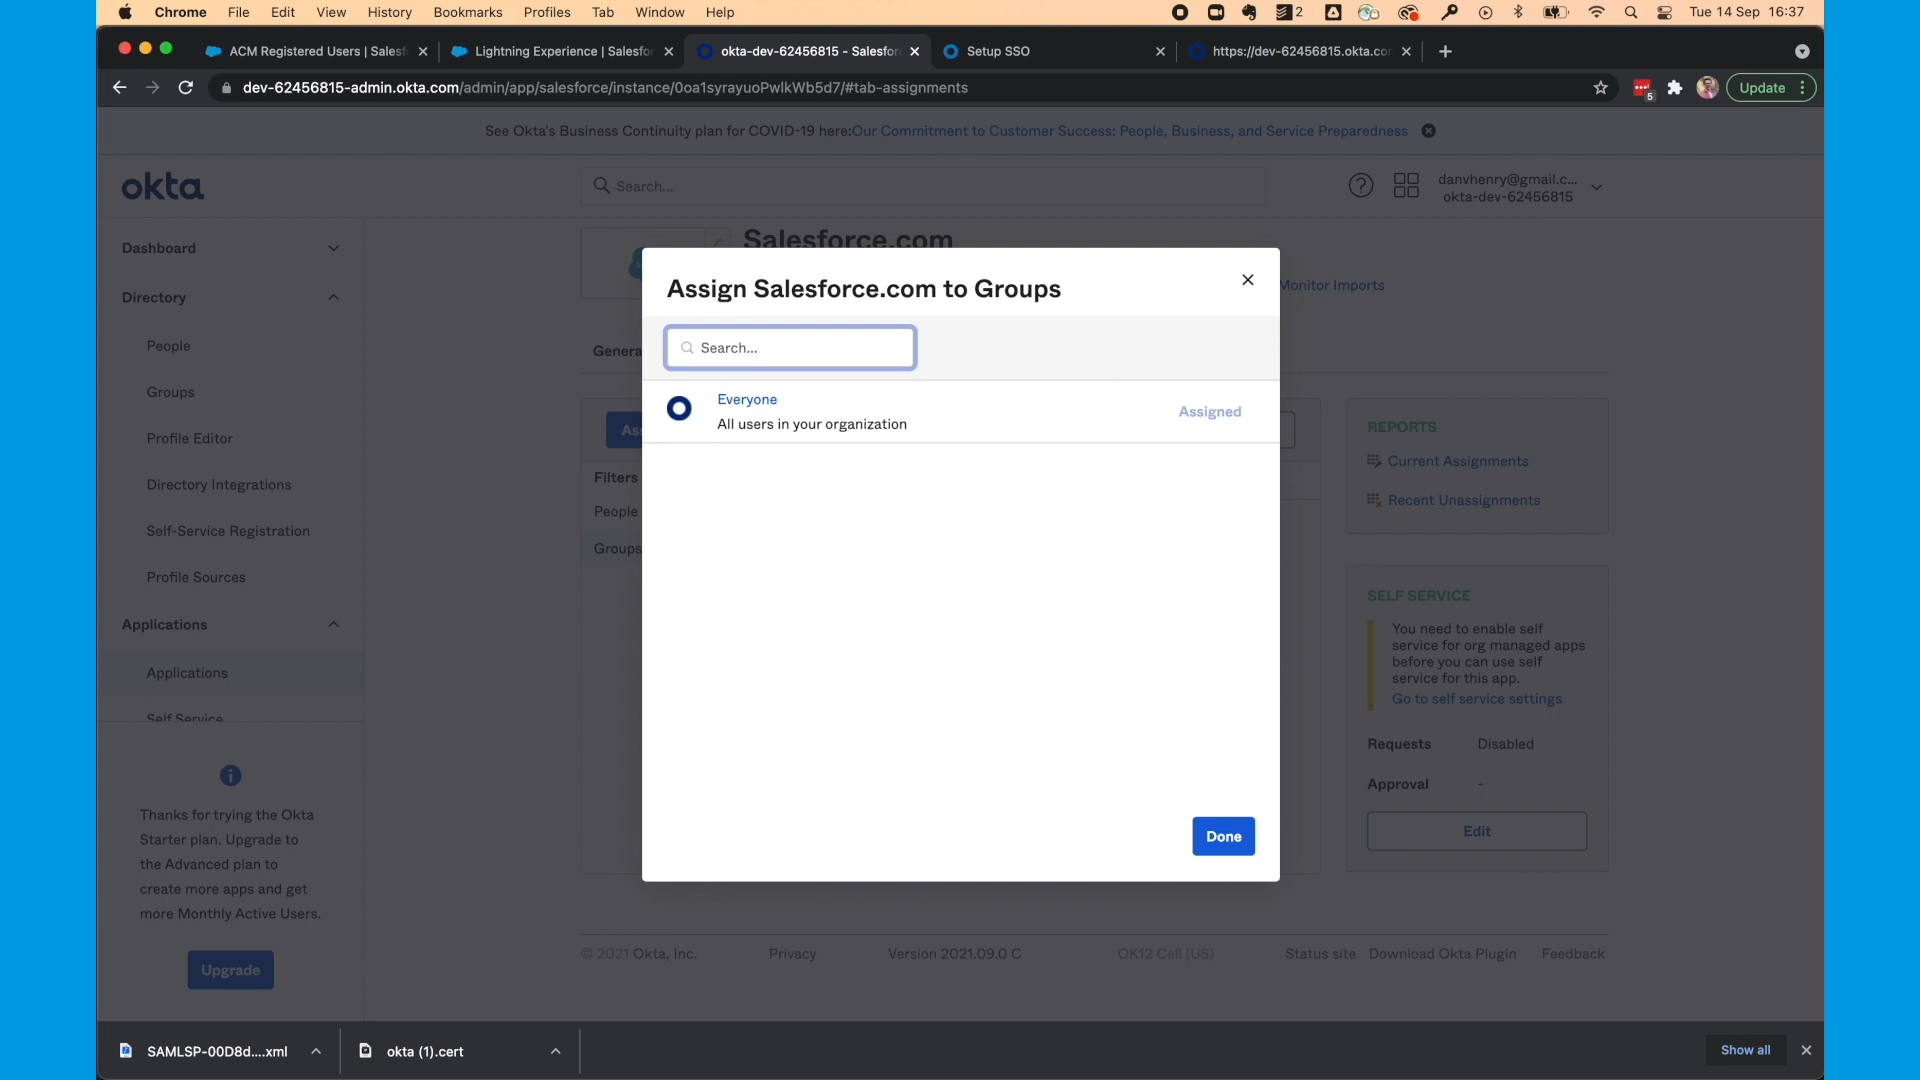 Chrome File Edit View History Bookmarks Profiles Tab Window Help 2 Tue 14 Sep 16:37
ACM Registered Users | Salesf Lightning Experience | Salesfor okta-dev-62456815 - Salesfor Setup SSO https://dev-62456815.okta.co
dev-62456815-admin.okta.com/admin/app/salesforce/instance/0oa1syrayuoPwlkWb5d7/#tab-assignments 5 Update
See Okta's Business Continuity plan for COVID-19 here:Our Commitment to Customer Success: People, Business, and Service Preparedness
okta
Search...
danvhenry@gmail.c...
okta-dev-62456815
Dashboard
Directory
People
Groups
Profile Editor
Directory Integrations
Self-Service Registration
Profile Sources
Applications
Applications
Self Service
Thanks for trying the Okta
Starter plan. Upgrade to
the Advanced plan to
create more apps and get
more Monthly Active Users.
Upgrade
Salesforce.com
Monitor Imports
Genera
As
Filters
People
Groups
Assign Salesforce.com to Groups
Search...
Everyone
All users in your organization
Assigned
Done
REPORTS
Current Assignments
Recent Unassignments
SELF SERVICE
You need to enable self
service for org managed apps
before you can use self
service for this app.
Go to self service settings
Requests Disabled
Approval -
Edit
© 2021 Okta, Inc. Privacy Version 2021.09.0 C OK12 Cell (US) Status site Download Okta Plugin Feedback
SAMLSP-00D8d....xml okta (1).cert Show all